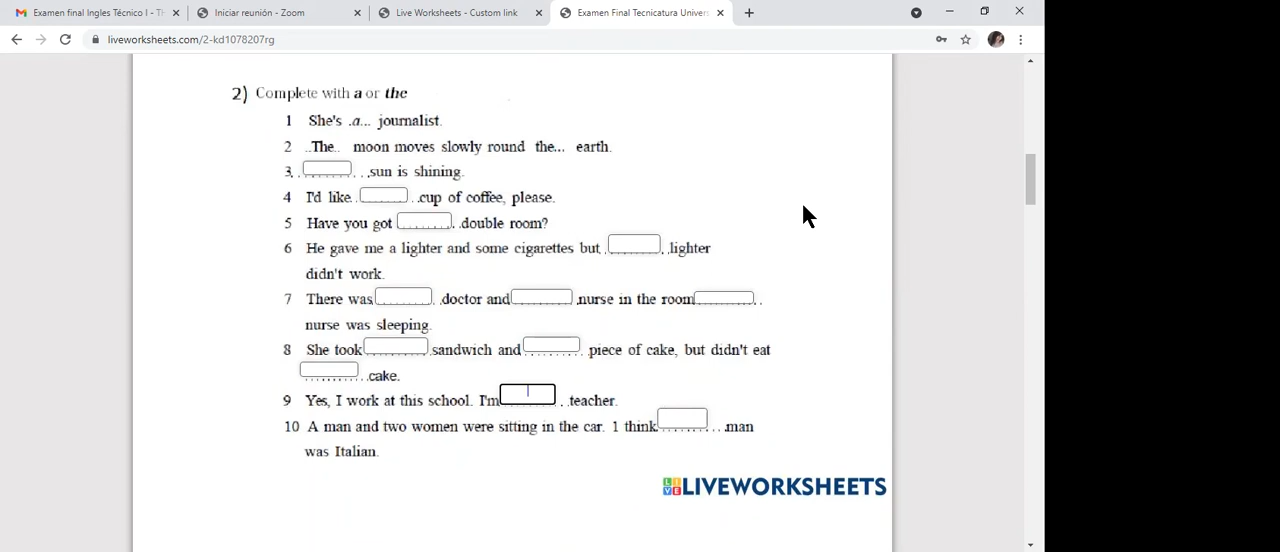 Examen final Ingles Técnico I - Th
Iniciar reunión - Zoom
Live Worksheets - Custom link
Examen Final Tecnicatura Univer
liveworksheets.com/2-kd1078207rg
2) Complete with a or the
1 She's .a... journalist.
2 ..The.. moon moves slowly round the... earth.
3. . ...sun is shining.
4 I'd like . ..cup of coffee, please.
5 Have you got ....... .double room?
6 He gave me a lighter and some cigarettes but ...lighter
didn't work.
7 There was ....... .doctor and ........ .nurse in the room ..........
nurse was sleeping.
8 She took ......... sandwich and ......... .piece of cake, but didn't eat
......... ..cake.
9 Yes, I work at this school. I'm ....... ..teacher.
10 A man and two women were sitting in the car. 1 think ....... ...man
was Italian.
LIVE LIVEWORKSHEETS